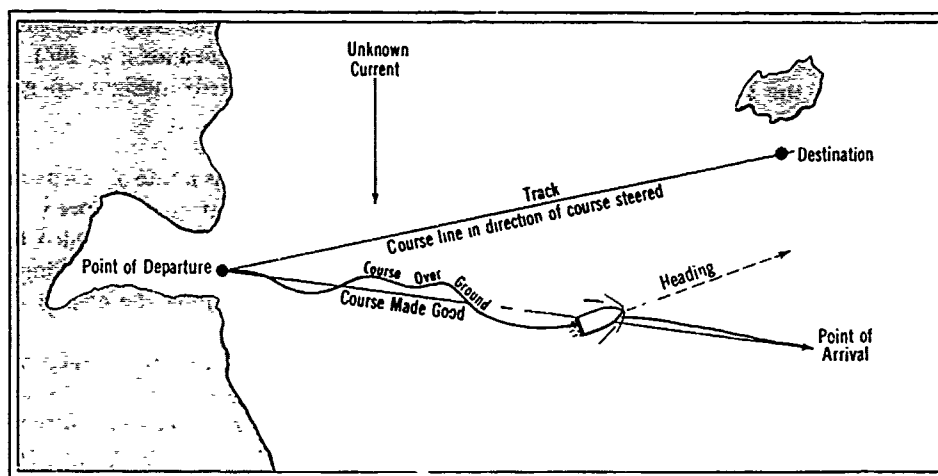 Unknown
Current
Destination
Track
Course line in direction of course steered
Point of Departure
Course Over Ground
Course Made Good
Heading
Point of
Arrival